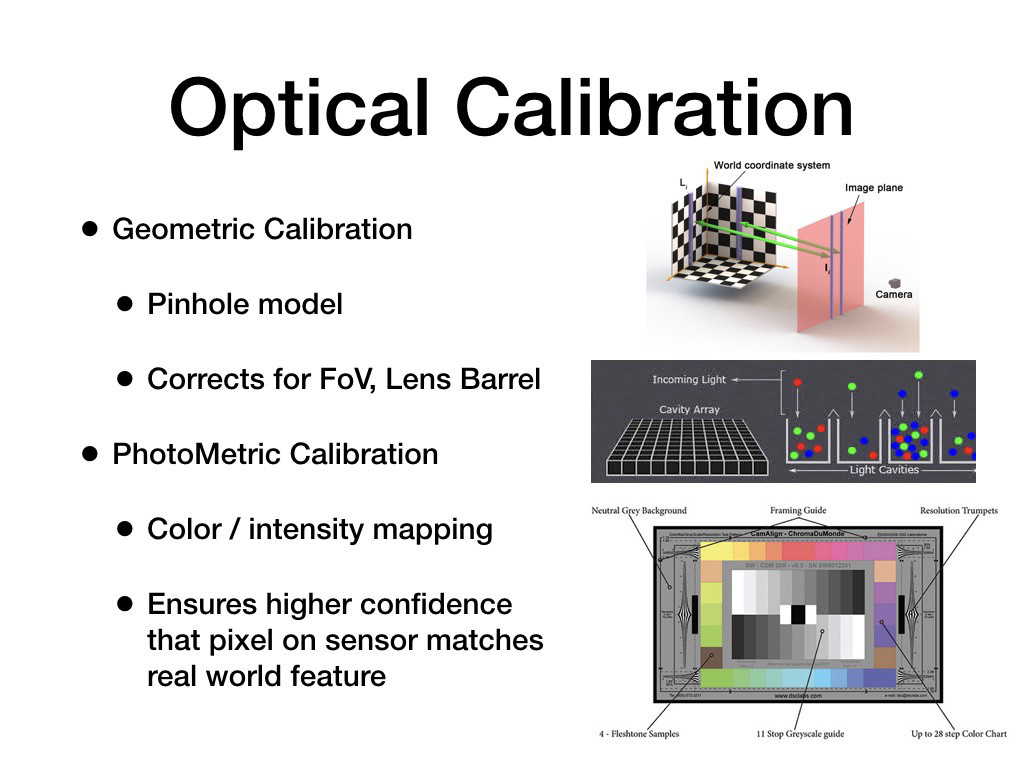 Optical Calibration
• Geometric Calibration
• Pinhole model
• Corrects for FoV, Lens Barrel
• PhotoMetric Calibration
• Color / intensity mapping
• Ensures higher confidence
that pixel on sensor matches
real world feature
World coordinate system
Li
Image plane
li
Camera
Incoming Light
Cavity Array
Light Cavities
Neutral Grey Background
Framing Guide
Resolution Trumpets
CamAlign - ChromaDuMonde
www.dsclabs.com
4 - Fleshtone Samples
11 Stop Greyscale guide
Up to 28 step Color Chart